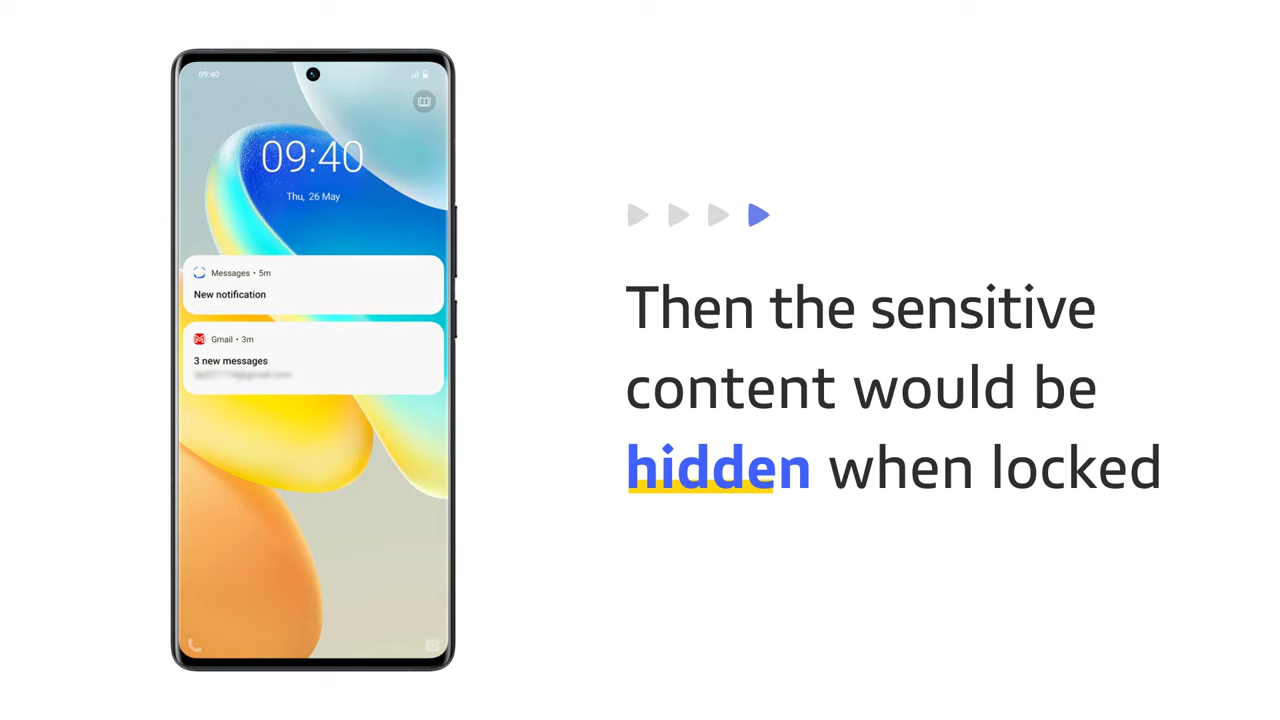 09:40
09:40
Thu, 26 May
Messages • 5m
New notification
Gmail • 3m
3 new messages
Then the sensitive
content would be
hidden when locked